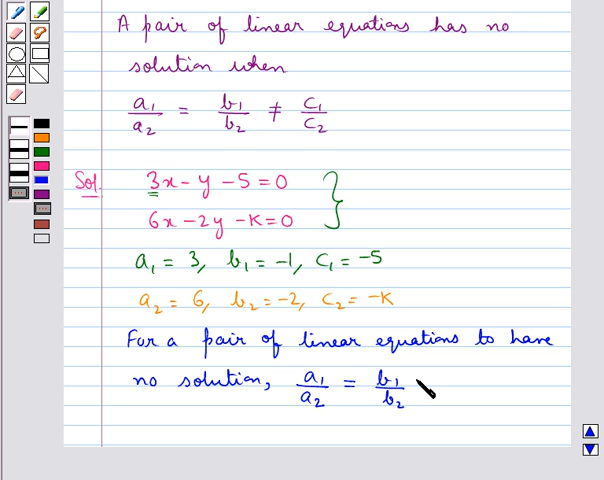 A pair of linear equations has no
solution when
a₁/a₂ = b₁/b₂ ≠ c₁/c₂
Sol. 3x - y - 5 = 0
6x - 2y - K = 0
a₁ = 3, b₁ = -1, c₁ = -5
a₂ = 6, b₂ = -2, c₂ = -K
For a pair of linear equations to have
no solution, a₁/a₂ = b₁/b₂